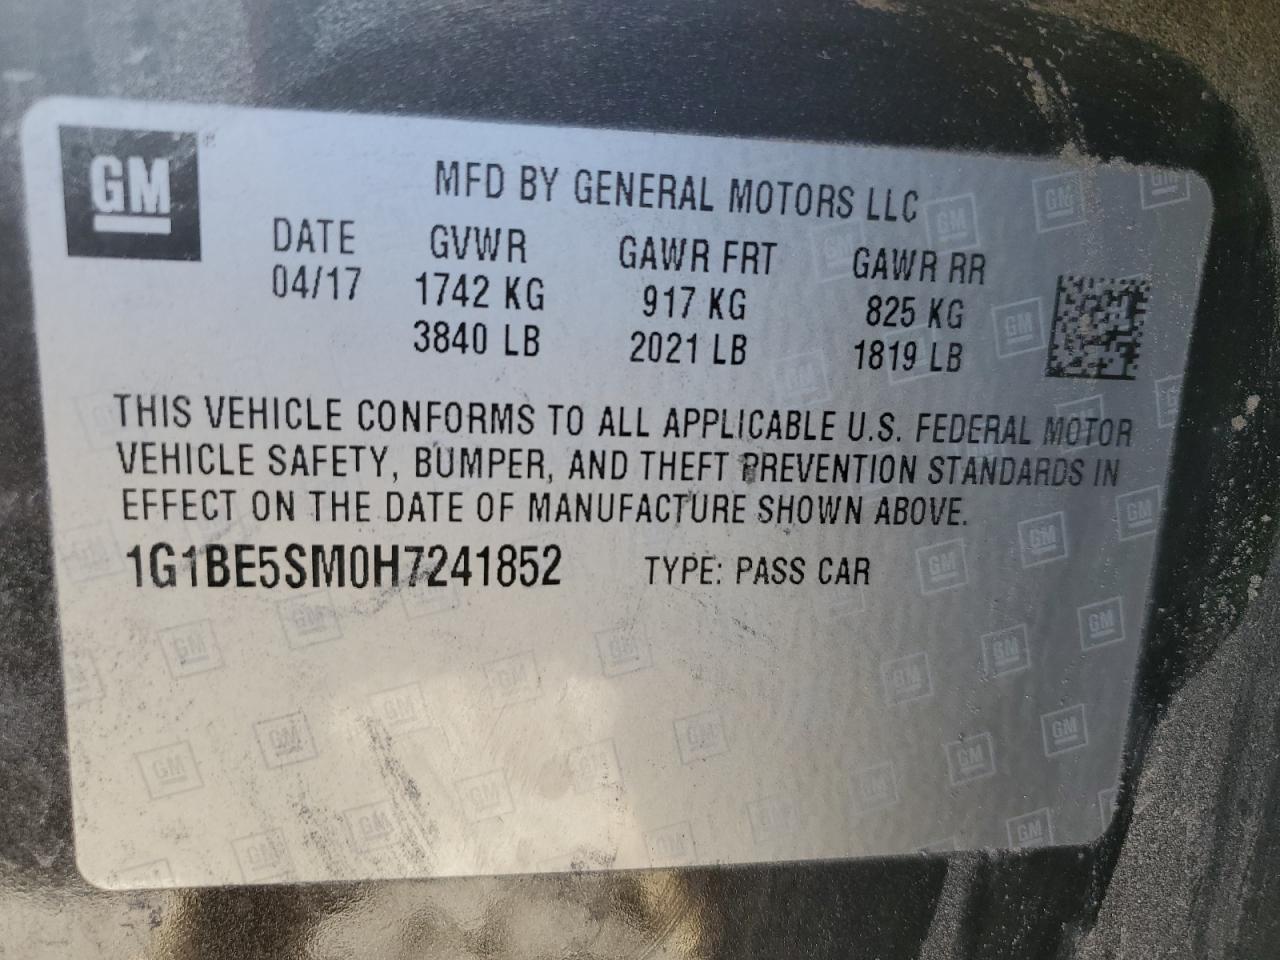 GM
MFD BY GENERAL MOTORS LLC
DATE GVWR GAWR FRT GAWR RR
04/17 1742 KG 917 KG 825 KG
3840 LB 2021 LB 1819 LB
THIS VEHICLE CONFORMS TO ALL APPLICABLE U.S. FEDERAL MOTOR
VEHICLE SAFETY, BUMPER, AND THEFT PREVENTION STANDARDS IN
EFFECT ON THE DATE OF MANUFACTURE SHOWN ABOVE.
1G1BE5SM0H7241852 TYPE: PASS CAR